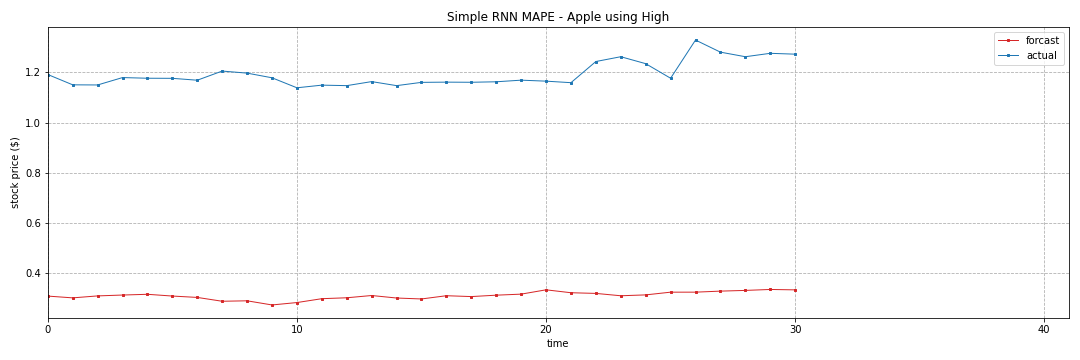 Simple RNN MAPE - Apple using High
forcast
actual
stock price ($)
1.2
1.0
0.8
0.6
0.4
0
10
20
30
40
time